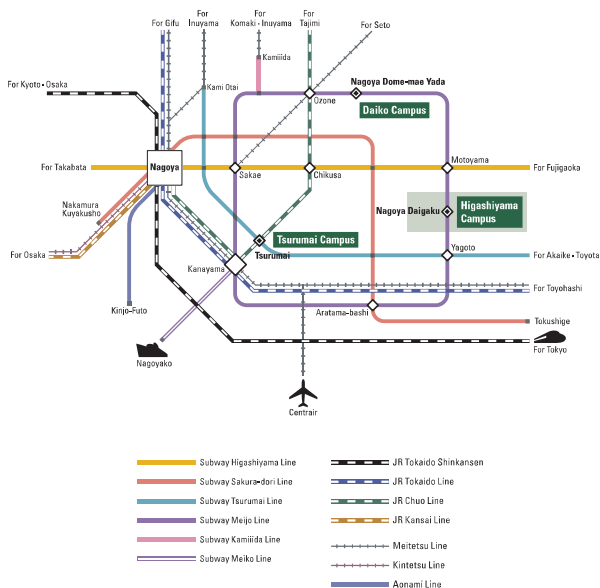 For Gifu
For
Inuyama
For
Komaki · Inuyama
For
Tajimi
For Seto
Kamiiida
For Kyoto · Osaka
Kami Otai
Nagoya Dome-mae Yada
Ozone
Daiko Campus
Nagoya
Motoyama
For Takabata
Sakae
Chikusa
For Fujigaoka
Nakamura
Kuyakusho
Nagoya Daigaku
Higashiyama
Campus
Tsurumai Campus
Tsurumai
Yagoto
For Osaka
For Akaike · Toyota
Kanayama
For Toyohashi
Kinjo-Futo
Aratama-bashi
Tokushige
Nagoyako
For Tokyo
Centrair
Subway Higashiyama Line
Subway Sakura-dori Line
Subway Tsurumai Line
Subway Meijo Line
Subway Kamiiida Line
Subway Meiko Line
JR Tokaido Shinkansen
JR Tokaido Line
JR Chuo Line
JR Kansai Line
Meitetsu Line
Kintetsu Line
Aonami Line